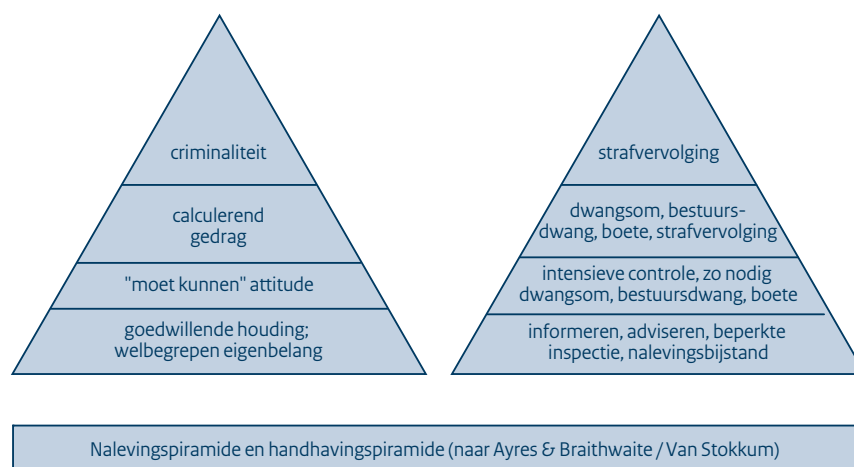 criminaliteit
calculerend
gedrag
"moet kunnen" attitude
goedwillende houding;
welbegrepen eigenbelang
strafvervolging
dwangsom, bestuurs-
dwang, boete, strafvervolging
intensieve controle, zo nodig
dwangsom, bestuursdwang, boete
informeren, adviseren, beperkte
inspectie, nalevingsbijstand
Nalevingspiramide en handhavingspiramide (naar Ayres & Braithwaite / Van Stokkum)